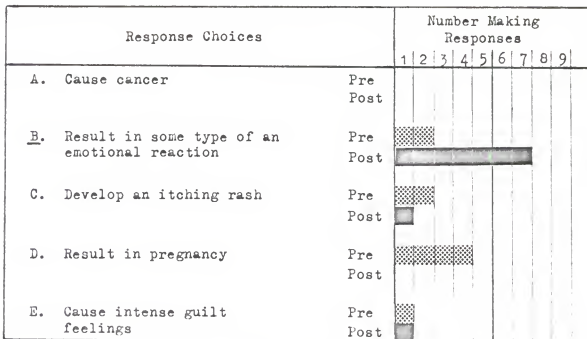 Response Choices
Number Making
Responses
1 2 3 4 5 6 7 8 9
A. Cause cancer Pre
Post
B. Result in some type of an Pre
emotional reaction Post
C. Develop an itching rash Pre
Post
D. Result in pregnancy Pre
Post
E. Cause intense guilt Pre
feelings Post